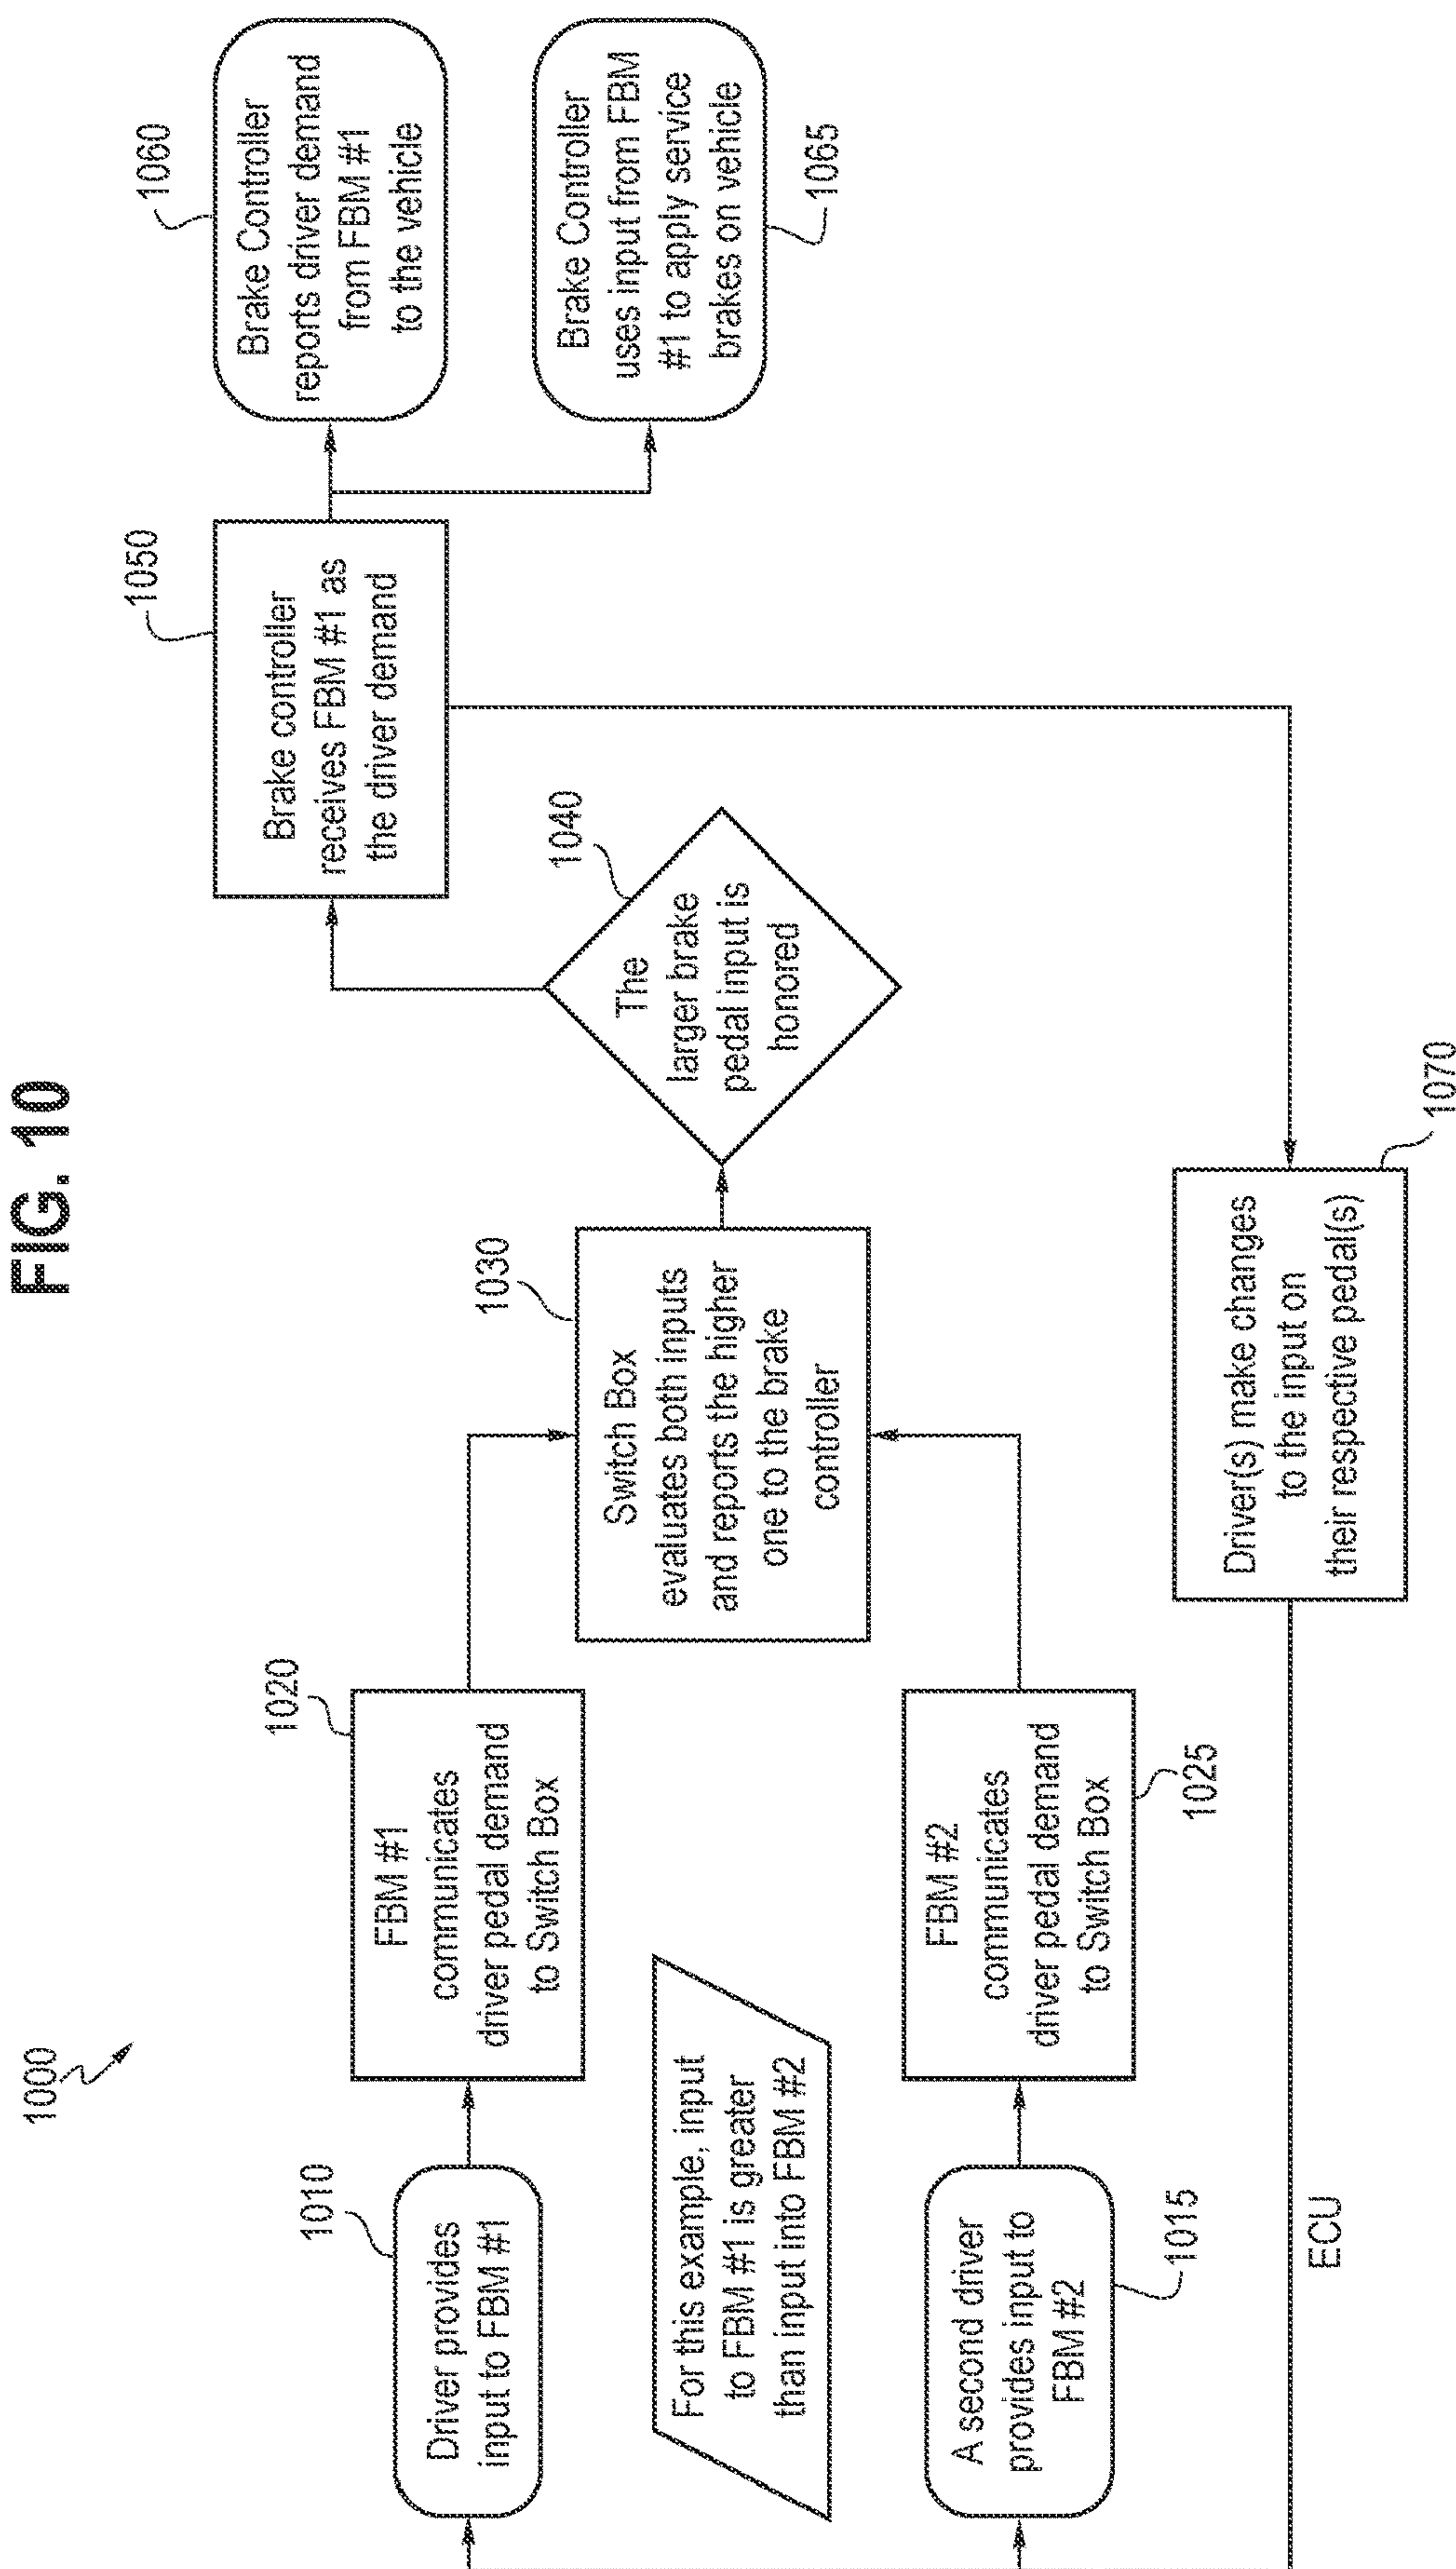 FIG. 10
1000
1010
Driver provides
input to FBM #1
For this example, input
to FBM #1 is greater
than input into FBM #2
A second driver
provides input to
FBM #2
1015
1020
FBM #1
communicates
driver pedal demand
to Switch Box
FBM #2
communicates
driver pedal demand
to Switch Box
1025
1030
Switch Box
evaluates both inputs
and reports the higher
one to the brake
controller
1040
The
larger brake
pedal input is
honored
1050
Brake controller
receives FBM #1 as
the driver demand
1060
Brake Controller
reports driver demand
from FBM #1
to the vehicle
Brake Controller
uses input from FBM
#1 to apply service
brakes on vehicle
1065
Driver(s) make changes
to the input on
their respective pedal(s)
1070
ECU